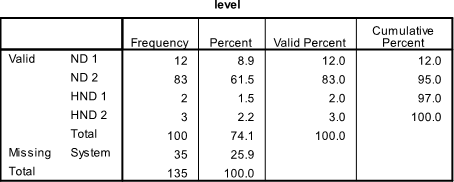 level
Frequency Percent Valid Percent Cumulative Percent
Valid ND 1 12 8.9 12.0 12.0
ND 2 83 61.5 83.0 95.0
HND 1 2 1.5 2.0 97.0
HND 2 3 2.2 3.0 100.0
Total 100 74.1 100.0
Missing System 35 25.9
Total 135 100.0